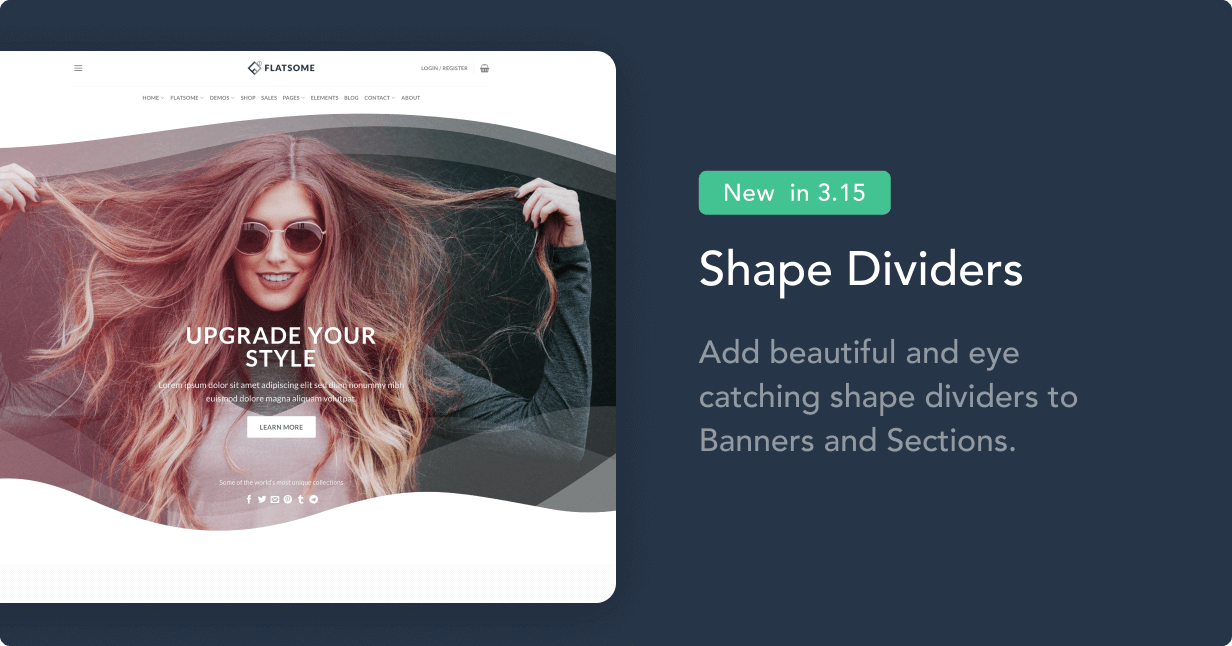 FLATSOME
LOGIN / REGISTER
HOME FLATSOME DEMOS SHOP SALES PAGES ELEMENTS BLOG CONTACT ABOUT
UPGRADE YOUR
STYLE
Lorem ipsum dolor sit amet adipiscing elit sed diam nonummy nibh
euismod dolore magna aliquam volutpat.
LEARN MORE
Some of the world's most unique collections
New in 3.15
Shape Dividers
Add beautiful and eye
catching shape dividers to
Banners and Sections.